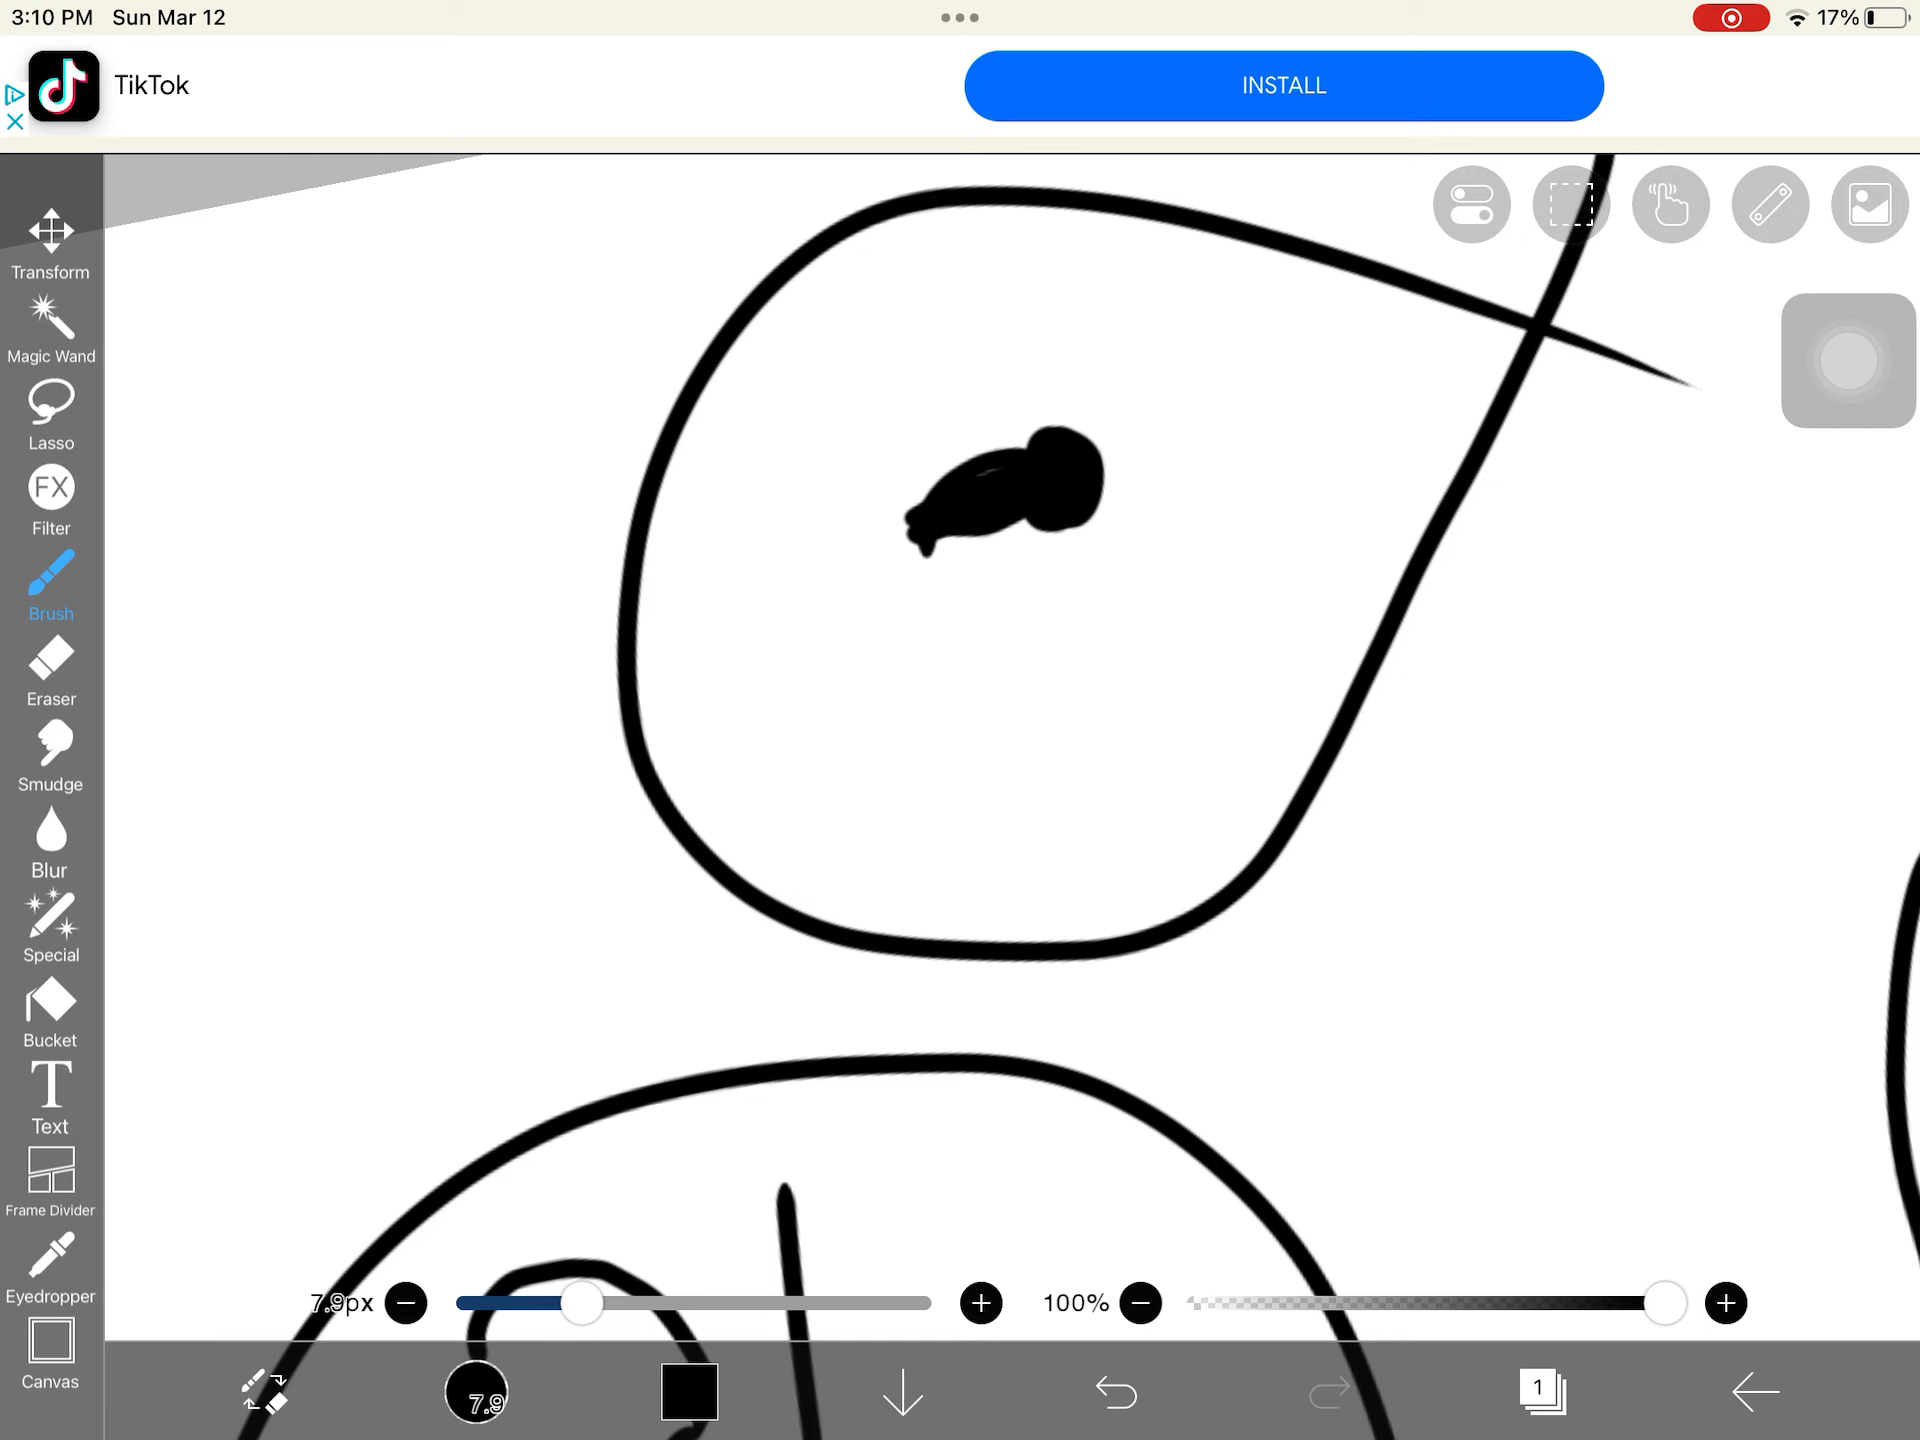 3:10 PM Sun Mar 12
17%
TikTok
INSTALL
Transform
Magic Wand
Lasso
FX
Filter
Brush
Eraser
Smudge
Blur
Special
Bucket
T
Text
Frame Divider
Eyedropper
Canvas
7.9px
100%
7.9
1